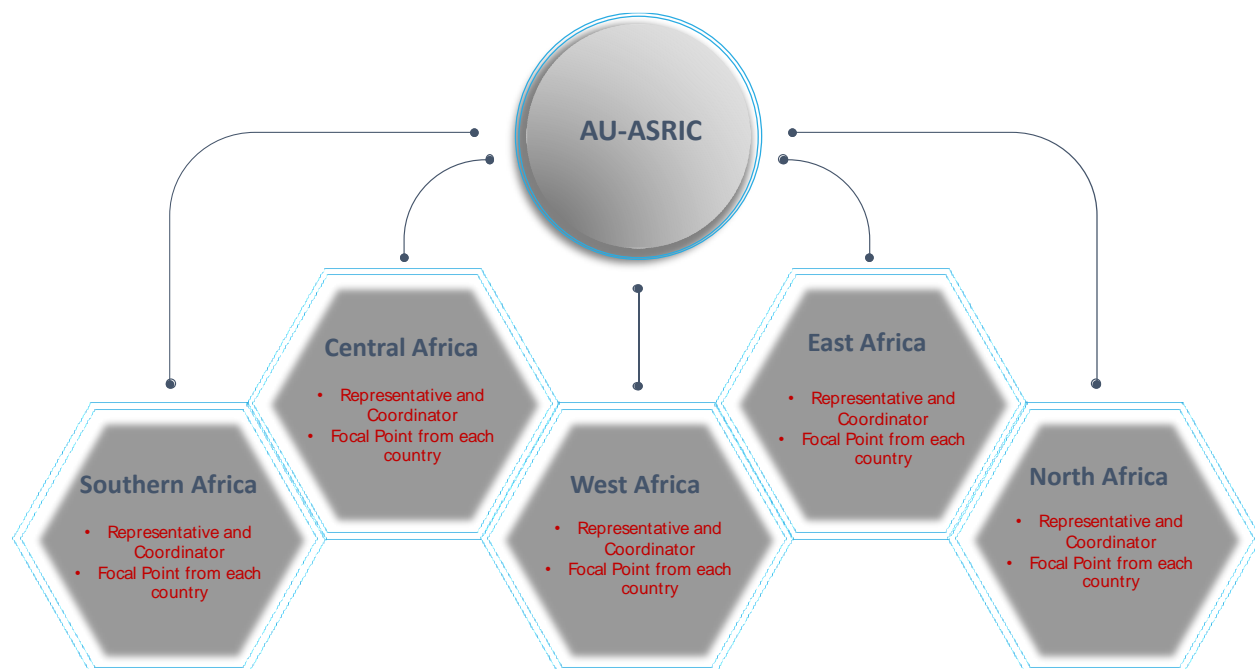 AU-ASRIC
Southern Africa
• Representative and
Coordinator
• Focal Point from each
country
Central Africa
• Representative and
Coordinator
• Focal Point from each
country
West Africa
• Representative and
Coordinator
• Focal Point from each
country
East Africa
• Representative and
Coordinator
• Focal Point from each
country
North Africa
• Representative and
Coordinator
• Focal Point from each
country